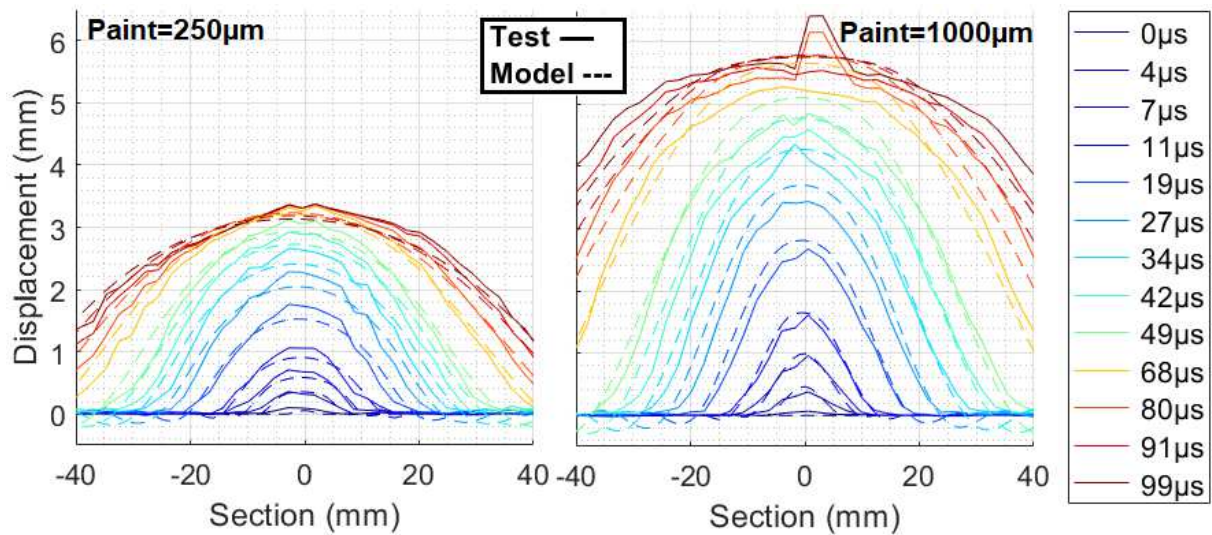 Paint=250µm
Test —
Model ---
Paint=1000µm
Displacement (mm)
6
5
4
3
2
1
0
-40
-20
0
20
40
Section (mm)
-40
-20
0
20
40
Section (mm)
0µs
4µs
7µs
11µs
19µs
27µs
34µs
42µs
49µs
68µs
80µs
91µs
99µs